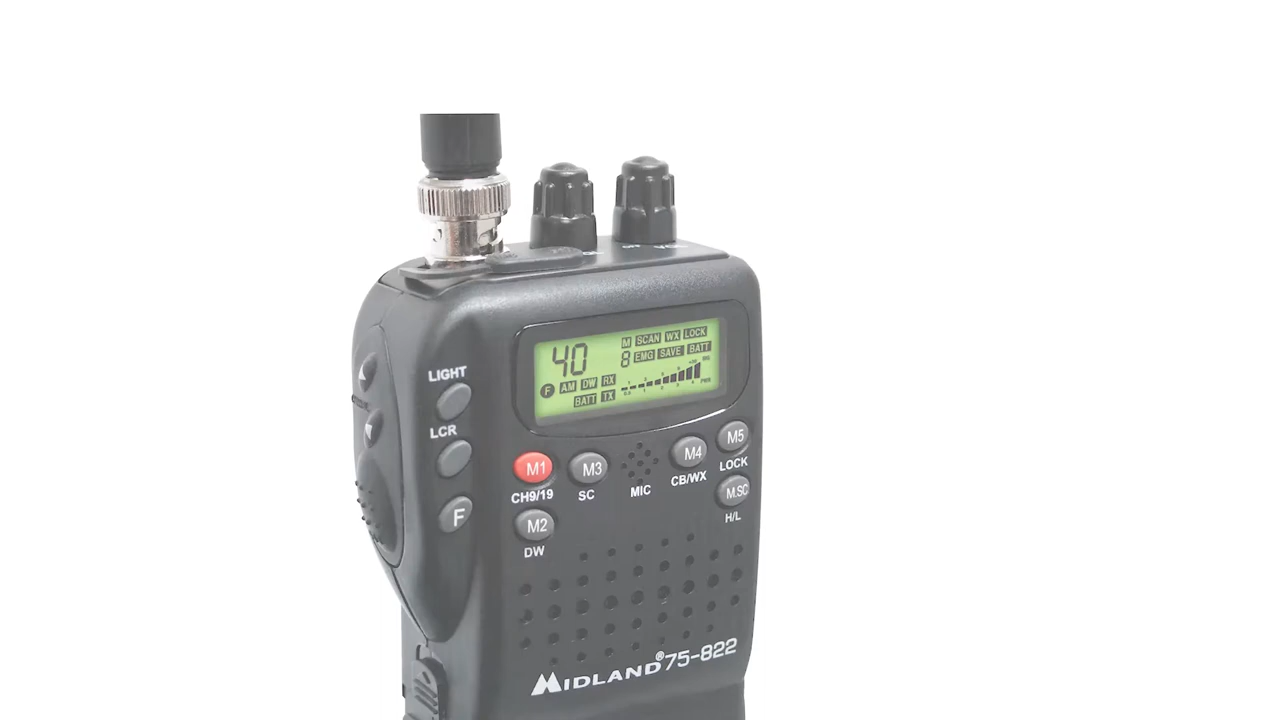 LIGHT
LCR
F
40
M SCAN WX LOCK
8 EMG SAVE BATT
F AM DW RX
BATT TX
M1
CH9/19
M2
DW
M3
SC
MIC
M4
CB/WX
M5
LOCK
M.SC
H/L
MIDLAND® 75-822